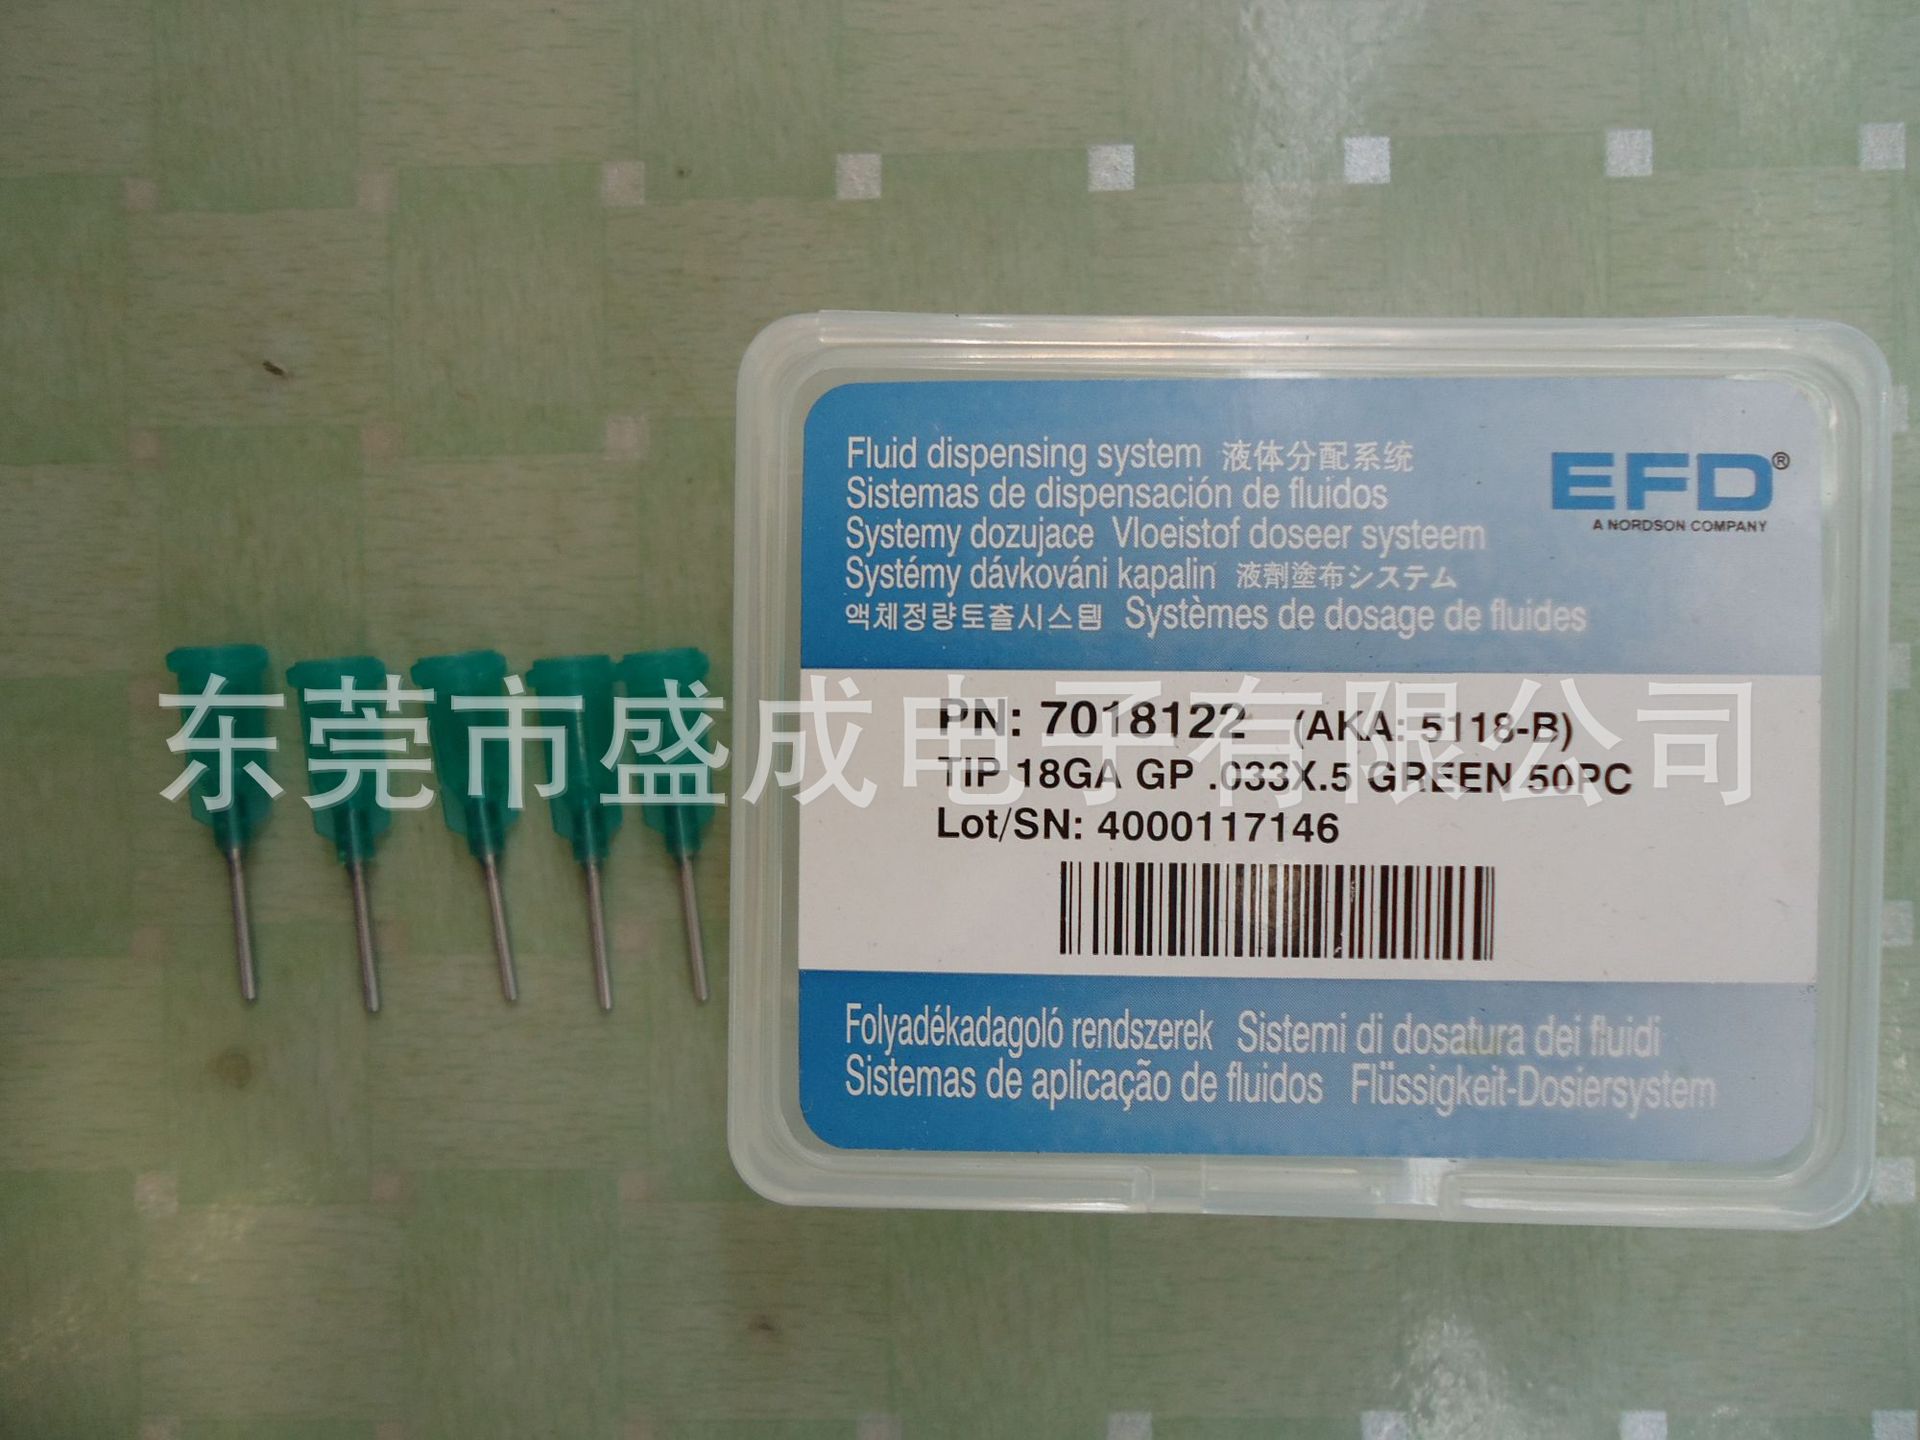 Fluid dispensing system 液体分配系统
Sistemas de dispensación de fluidos
Systemy dozujace Vloeistof doseer systeem
Systémy dávkováni kapalin 液劑塗布システム
액체정량토출시스템 Systèmes de dosage de fluides
EFD®
A NORDSON COMPANY
东莞市盛成电子有限公司
PN: 7018122 (AKA: 5118-B)
TIP 18GA GP .033X.5 GREEN 50PC
Lot/SN: 4000117146
Folyadékadagoló rendszerek Sistemi di dosatura dei fluidi
Sistemas de aplicação de fluidos Flüssigkeit-Dosiersystem